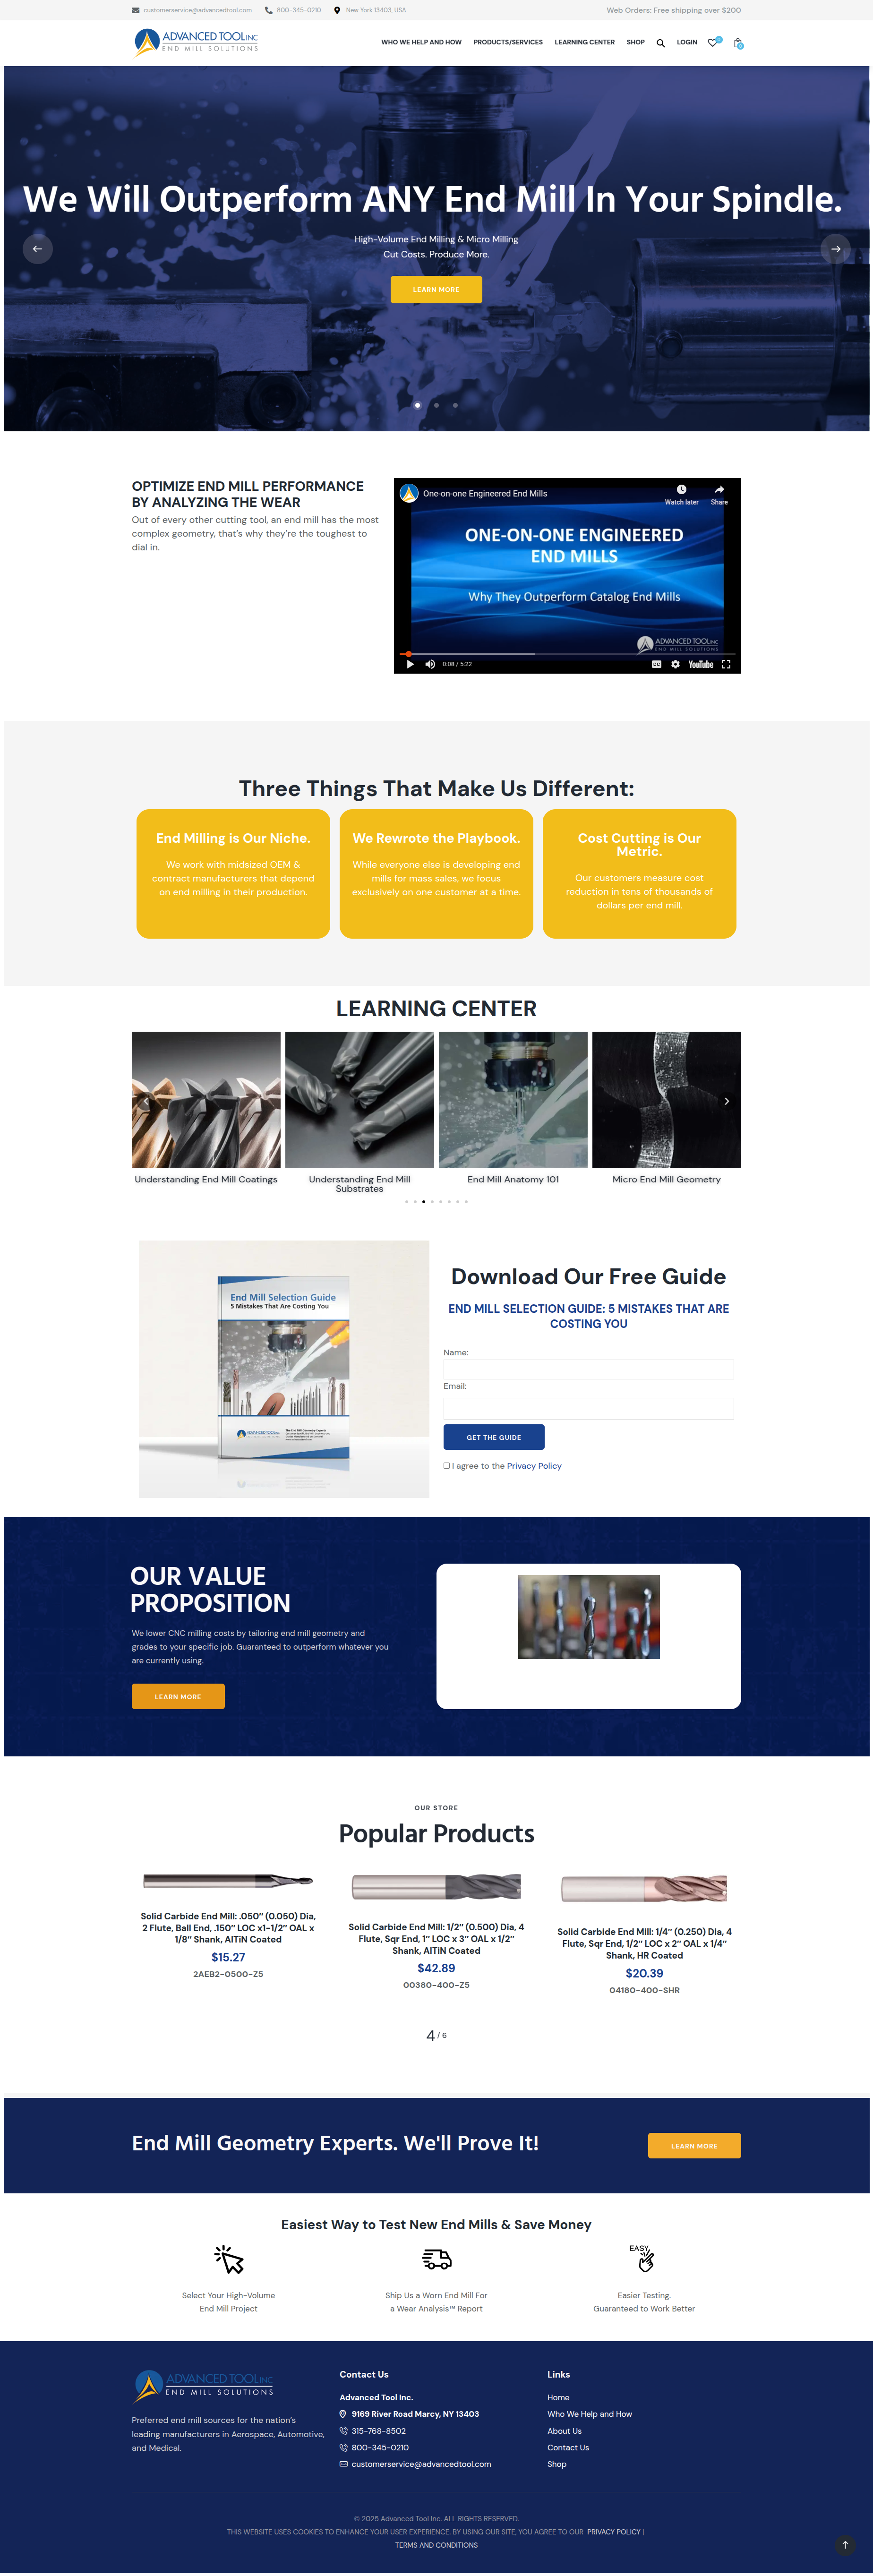 customerservice@advancedtool.com
800-345-0210
New York 13403, USA
Web Orders: Free shipping over $200
ADVANCED TOOL INC
END MILL SOLUTIONS
WHO WE HELP AND HOW
PRODUCTS/SERVICES
LEARNING CENTER
SHOP
LOGIN
We Will Outperform ANY End Mill In Your Spindle.
High-Volume End Milling & Micro Milling
Cut Costs. Produce More.
LEARN MORE
OPTIMIZE END MILL PERFORMANCE
BY ANALYZING THE WEAR
Out of every other cutting tool, an end mill has the most
complex geometry, that's why they're the toughest to
dial in.
One-on-one Engineered End Mills
Watch later
Share
ONE-ON-ONE ENGINEERED
END MILLS
Why They Outperform Catalog End Mills
ADVANCED TOOL INC
END MILL SOLUTIONS
0:08 / 5:22
CC
YouTube
Three Things That Make Us Different:
End Milling is Our Niche.
We work with midsized OEM &
contract manufacturers that depend
on end milling in their production.
We Rewrote the Playbook.
While everyone else is developing end
mills for mass sales, we focus
exclusively on one customer at a time.
Cost Cutting is Our
Metric.
Our customers measure cost
reduction in tens of thousands of
dollars per end mill.
LEARNING CENTER
Understanding End Mill Coatings
Understanding End Mill
Substrates
End Mill Anatomy 101
Micro End Mill Geometry
End Mill Selection Guide
5 Mistakes That Are Costing You
ADVANCED TOOL INC
Download Our Free Guide
END MILL SELECTION GUIDE: 5 MISTAKES THAT ARE
COSTING YOU
Name:
Email:
GET THE GUIDE
I agree to the Privacy Policy
OUR VALUE
PROPOSITION
We lower CNC milling costs by tailoring end mill geometry and
grades to your specific job. Guaranteed to outperform whatever you
are currently using.
LEARN MORE
OUR STORE
Popular Products
Solid Carbide End Mill: .050″ (0.050) Dia,
2 Flute, Ball End, .150″ LOC x1-1/2″ OAL x
1/8″ Shank, AlTiN Coated
$15.27
2AEB2-0500-Z5
Solid Carbide End Mill: 1/2″ (0.500) Dia, 4
Flute, Sqr End, 1″ LOC x 3″ OAL x 1/2″
Shank, AlTiN Coated
$42.89
00380-400-Z5
Solid Carbide End Mill: 1/4″ (0.250) Dia, 4
Flute, Sqr End, 1/2″ LOC x 2″ OAL x 1/4″
Shank, HR Coated
$20.39
04180-400-SHR
4 / 6
End Mill Geometry Experts. We'll Prove It!
LEARN MORE
Easiest Way to Test New End Mills & Save Money
EASY
Select Your High-Volume
End Mill Project
Ship Us a Worn End Mill For
a Wear Analysis™ Report
Easier Testing.
Guaranteed to Work Better
ADVANCED TOOL INC
END MILL SOLUTIONS
Preferred end mill sources for the nation's
leading manufacturers in Aerospace, Automotive,
and Medical.
Contact Us
Advanced Tool Inc.
9169 River Road Marcy, NY 13403
315-768-8502
800-345-0210
customerservice@advancedtool.com
Links
Home
Who We Help and How
About Us
Contact Us
Shop
© 2025 Advanced Tool Inc. ALL RIGHTS RESERVED.
THIS WEBSITE USES COOKIES TO ENHANCE YOUR USER EXPERIENCE. BY USING OUR SITE, YOU AGREE TO OUR PRIVACY POLICY |
TERMS AND CONDITIONS